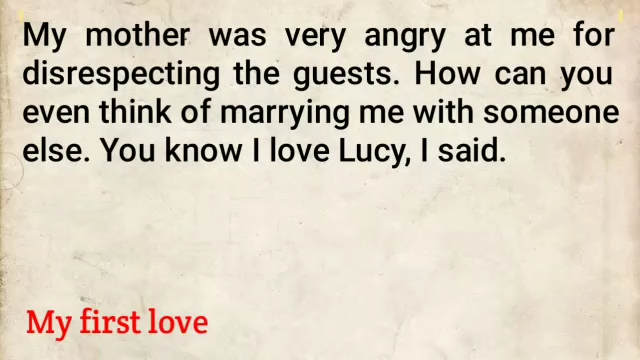 My mother was very angry at me for
disrespecting the guests. How can you
even think of marrying me with someone
else. You know I love Lucy, I said.
My first love